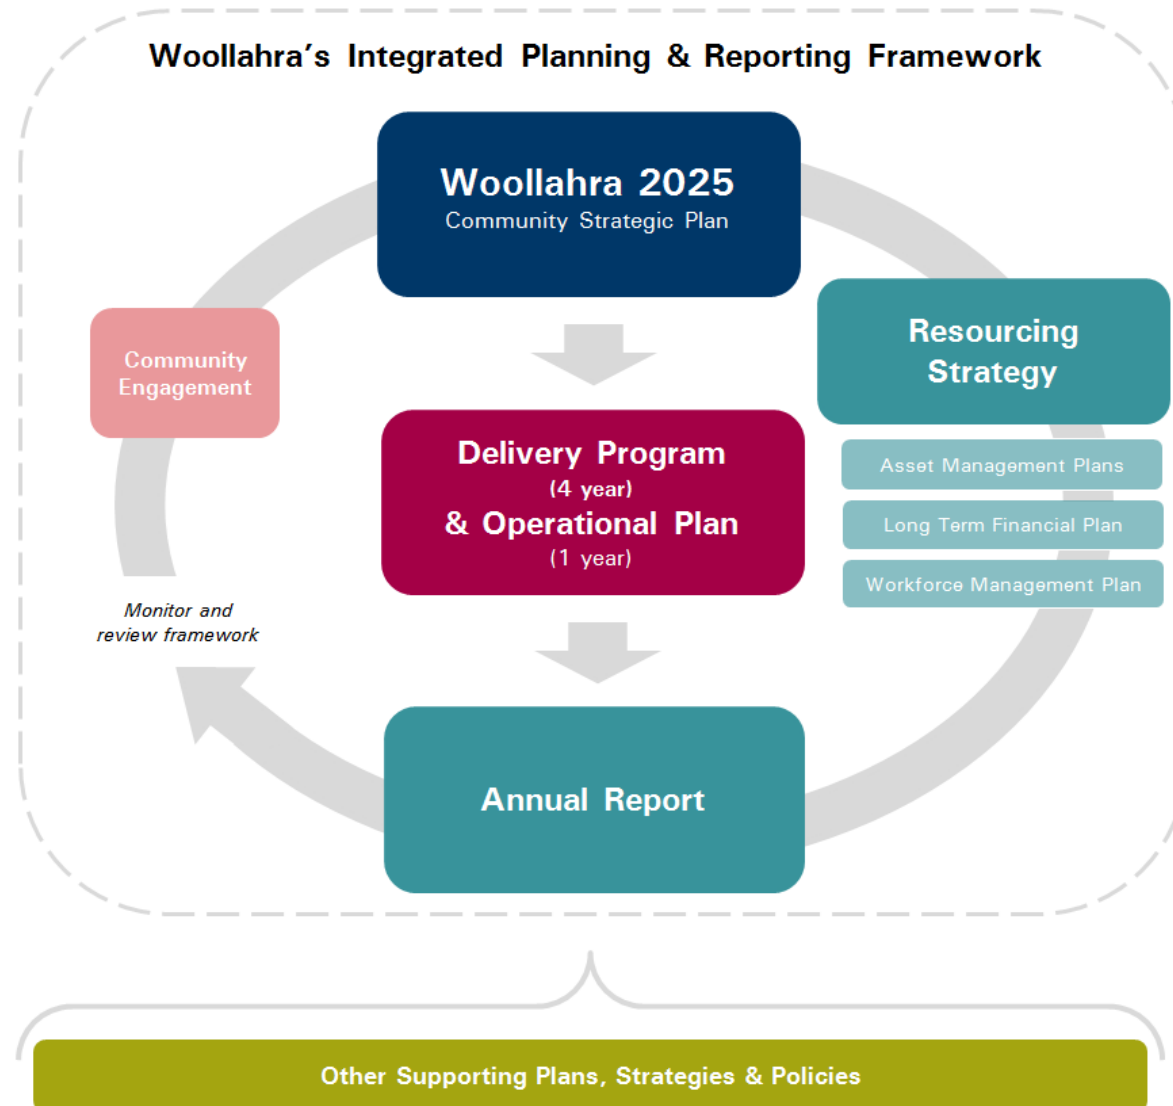 Woollahra's Integrated Planning & Reporting Framework
Woollahra 2025
Community Strategic Plan
Resourcing
Strategy
Community
Engagement
Delivery Program
(4 year)
& Operational Plan
(1 year)
Asset Management Plans
Long Term Financial Plan
Workforce Management Plan
Monitor and
review framework
Annual Report
Other Supporting Plans, Strategies & Policies